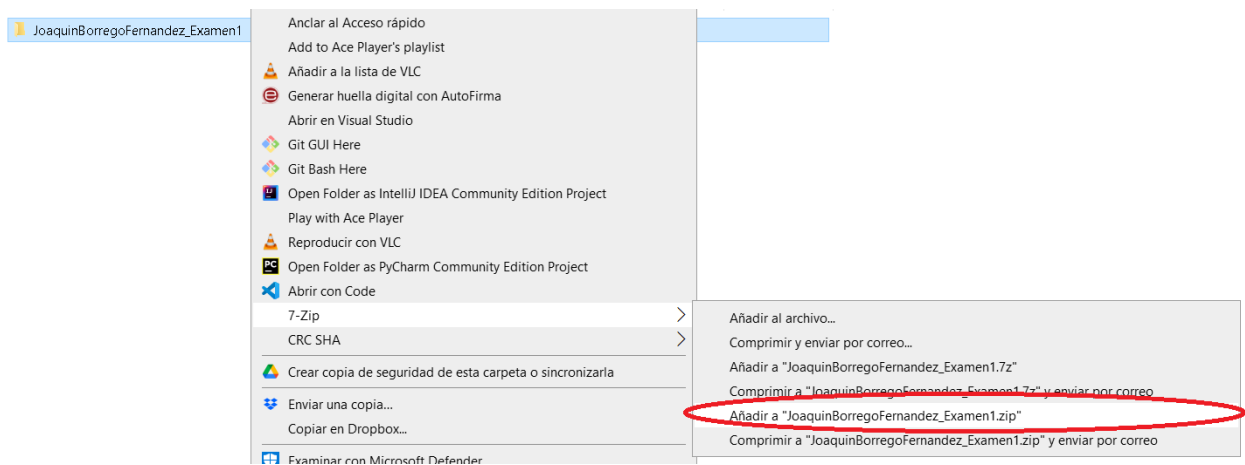 JoaquinBorregoFernandez_Examen1
Anclar al Acceso rápido
Add to Ace Player's playlist
Añadir a la lista de VLC
Generar huella digital con AutoFirma
Abrir en Visual Studio
Git GUI Here
Git Bash Here
Open Folder as IntelliJ IDEA Community Edition Project
Play with Ace Player
Reproducir con VLC
PC Open Folder as PyCharm Community Edition Project
Abrir con Code
7-Zip
CRC SHA
Crear copia de seguridad de esta carpeta o sincronizarla
Enviar una copia...
Copiar en Dropbox...
Examinar con Microsoft Defender
Añadir al archivo...
Comprimir y enviar por correo...
Añadir a "JoaquinBorregoFernandez_Examen1.7z"
Comprimir a "JoaquinBorregoFernandez_Examen1.7z" y enviar por correo
Añadir a "JoaquinBorregoFernandez_Examen1.zip"
Comprimir a "JoaquinBorregoFernandez_Examen1.zip" y enviar por correo